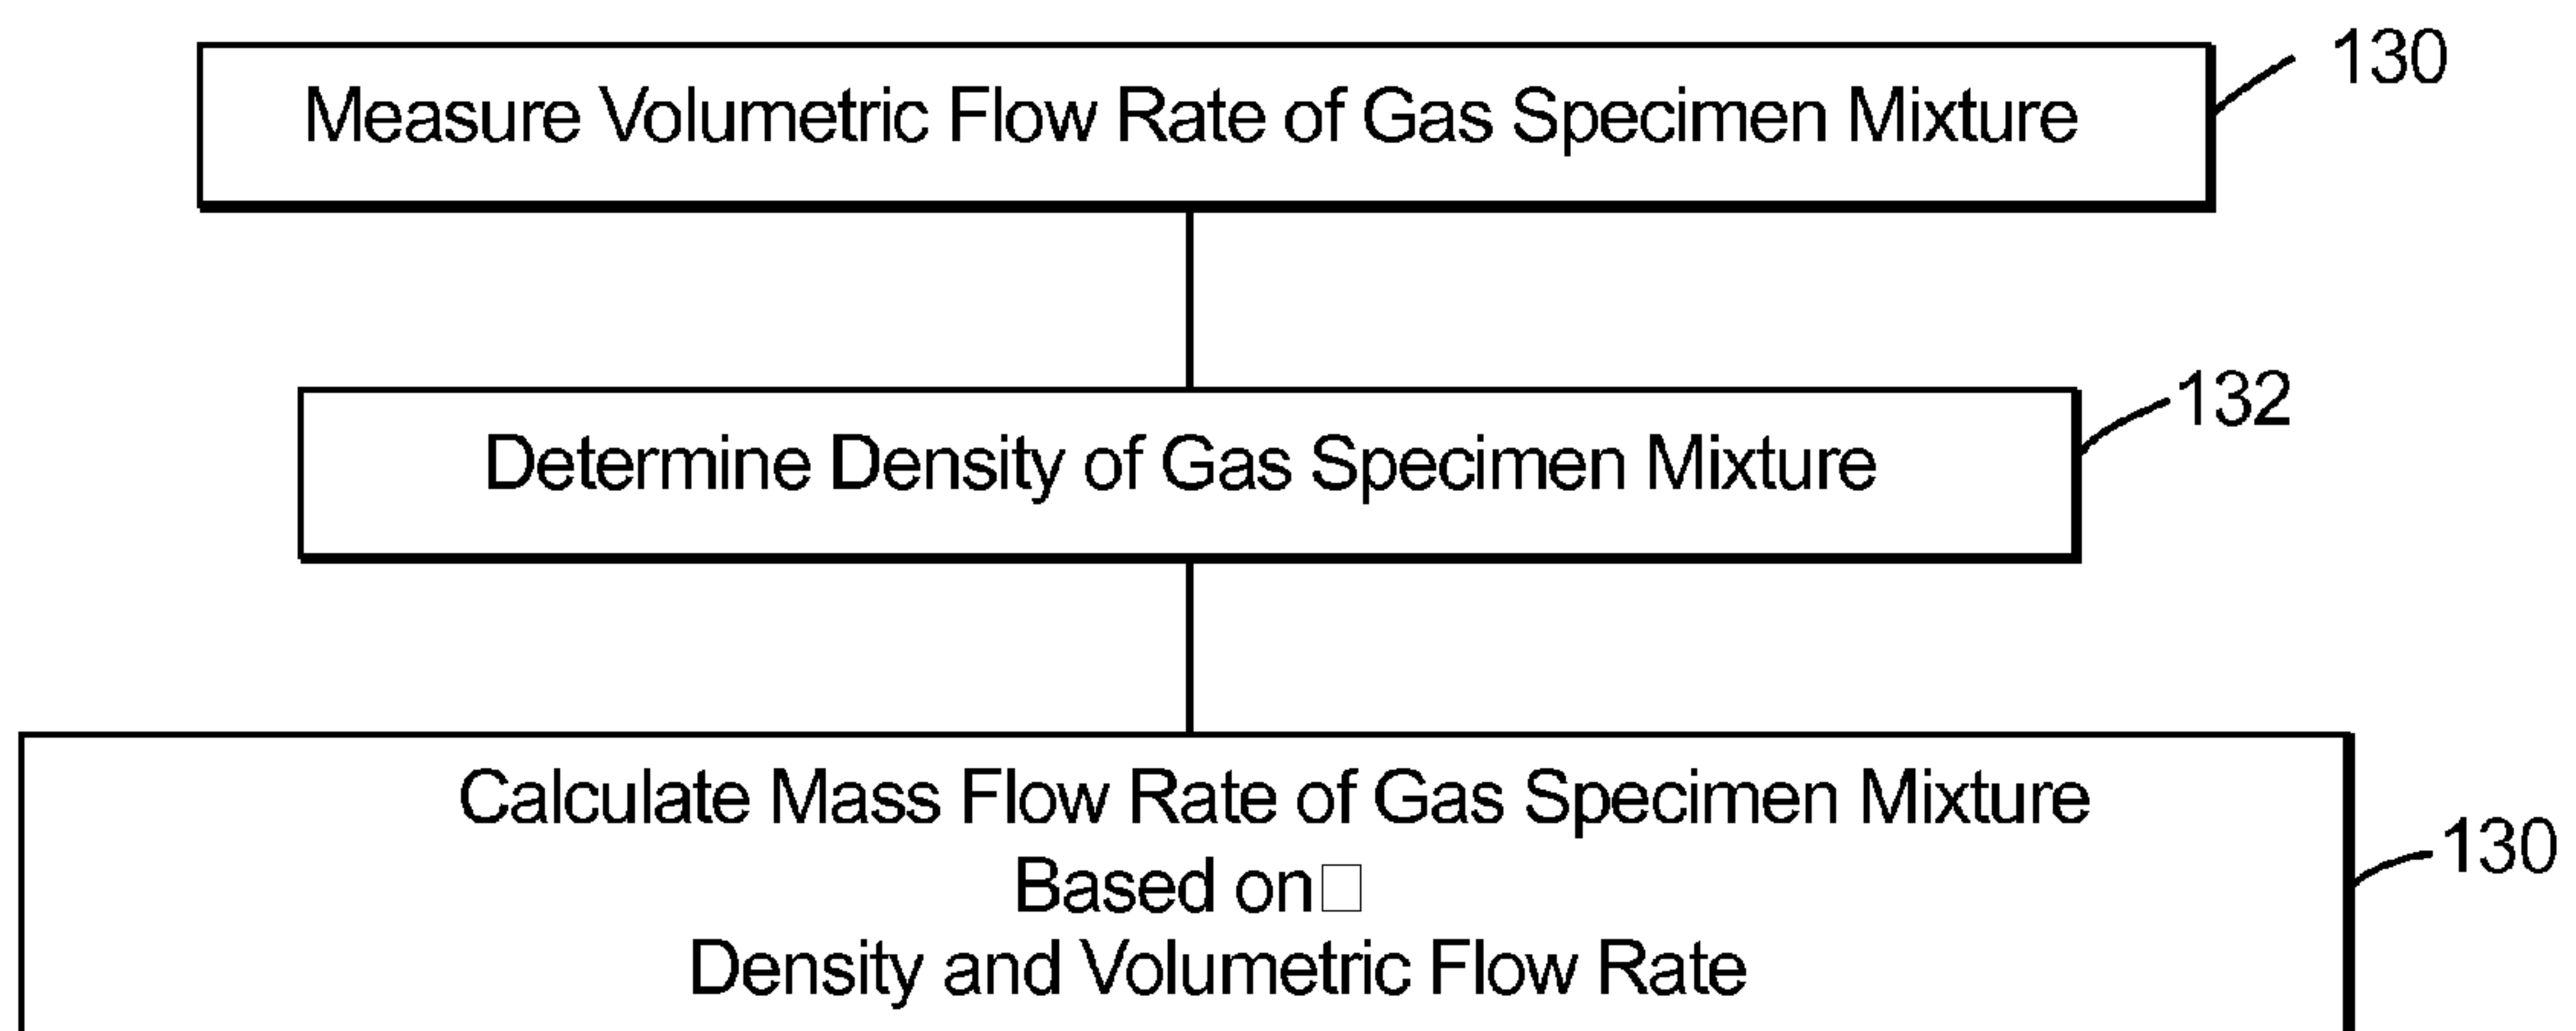 Measure Volumetric Flow Rate of Gas Specimen Mixture
130
Determine Density of Gas Specimen Mixture
132
Calculate Mass Flow Rate of Gas Specimen Mixture
Based on□
130
Density and Volumetric Flow Rate